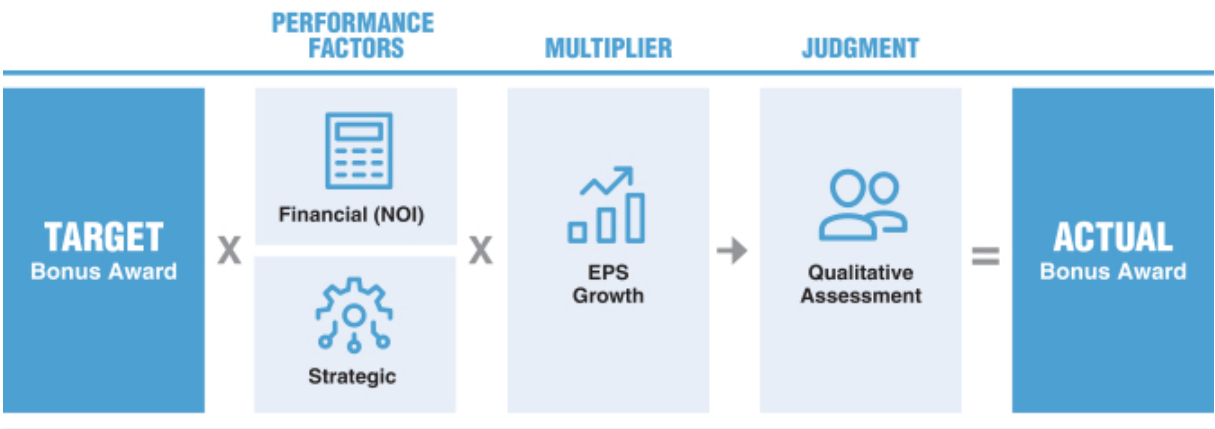 PERFORMANCE
FACTORS
MULTIPLIER
JUDGMENT
TARGET
Bonus Award
X
Financial (NOI)
Strategic
X
EPS
Growth
→
Qualitative
Assessment
=
ACTUAL
Bonus Award